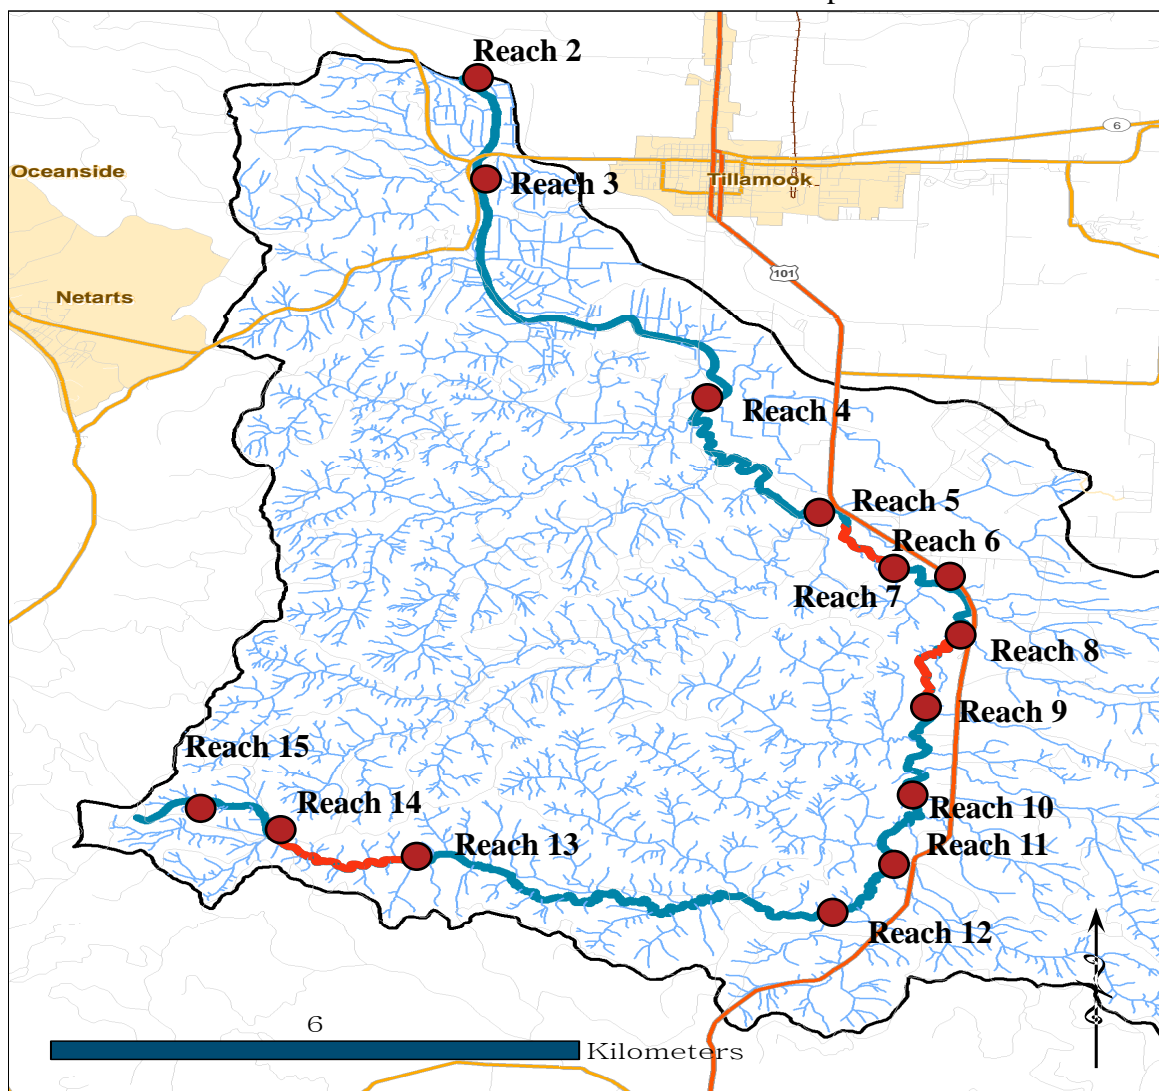 Reach 2
6
Oceanside
Reach 3
Tillamook
101
Netarts
Reach 4
Reach 5
Reach 6
Reach 7
Reach 8
Reach 9
Reach 15
Reach 14
Reach 10
Reach 13
Reach 11
Reach 12
6
Kilometers